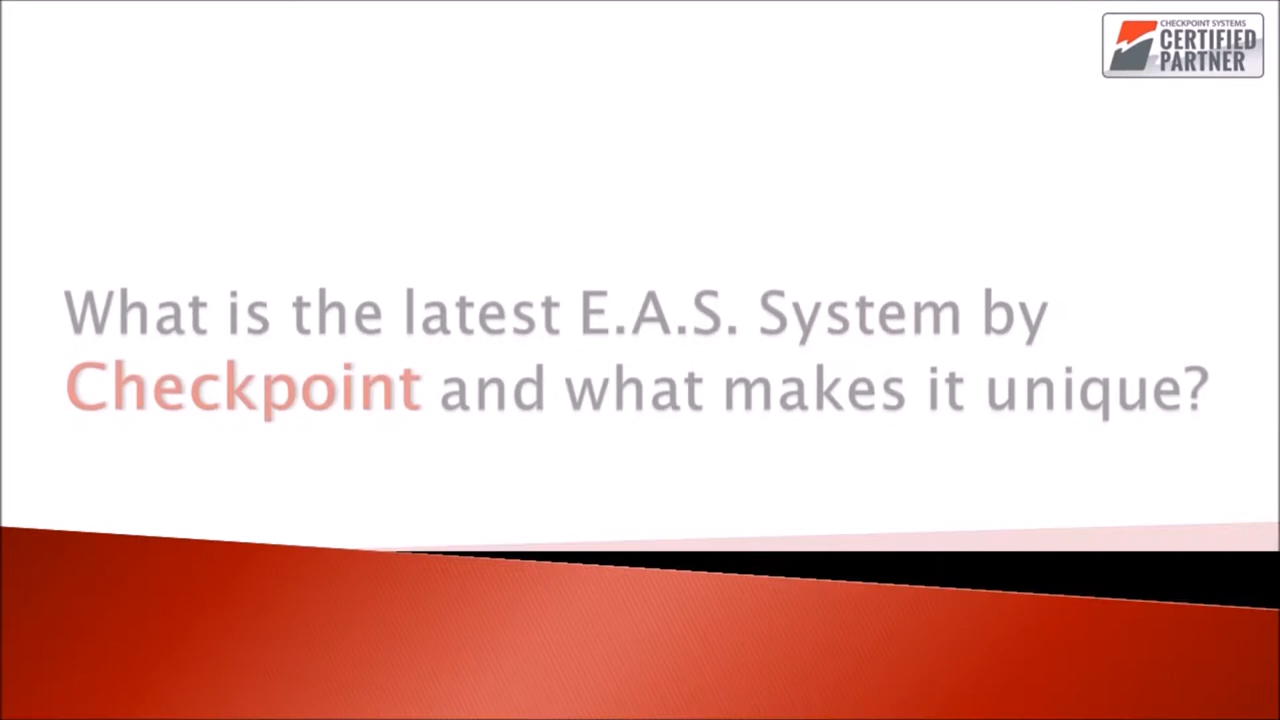 CHECKPOINT SYSTEMS
CERTIFIED
PARTNER
What is the latest E.A.S. System by
Checkpoint and what makes it unique?